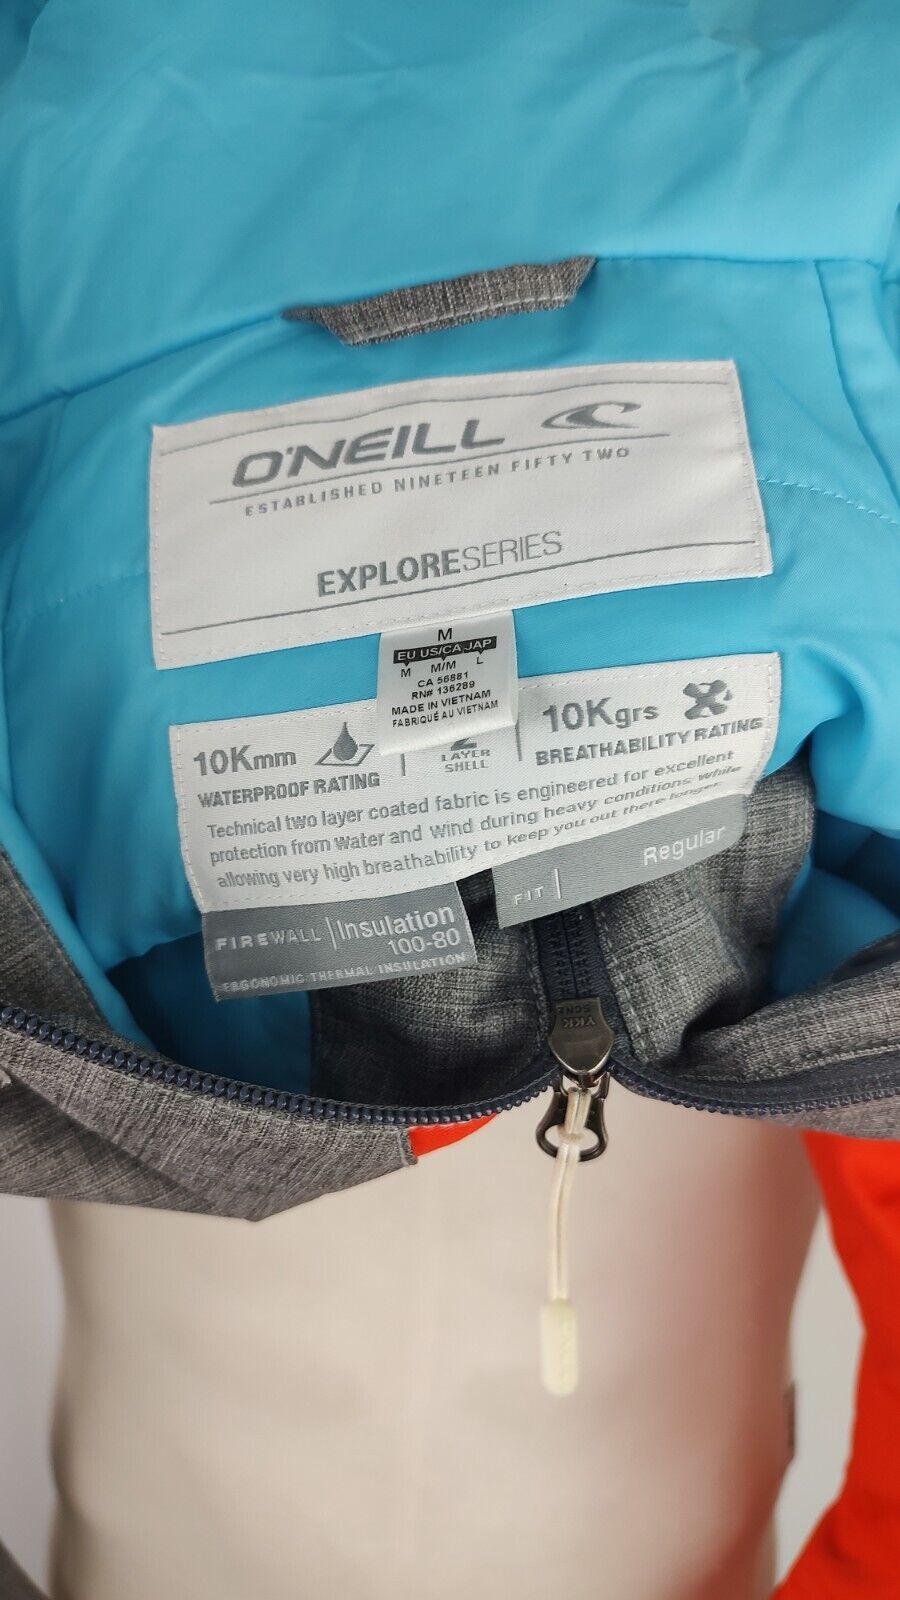 O'NEILL
ESTABLISHED NINETEEN FIFTY TWO
EXPLORESERIES
M
EU US/CA JAP
M M/M L
CA 56881
RN# 136289
MADE IN VIETNAM
FABRIQUÉ AU VIETNAM
10Kmm
WATERPROOF RATING
2
LAYER
SHELL
10Kgrs
BREATHABILITY RATING
Technical two layer coated fabric is engineered for excellent
protection from water and wind during heavy conditions while
allowing very high breathability to keep you out there longer.
FIREWALL Insulation
100-80
ERGONOMIC THERMAL INSULATION
FIT Regular
YKK